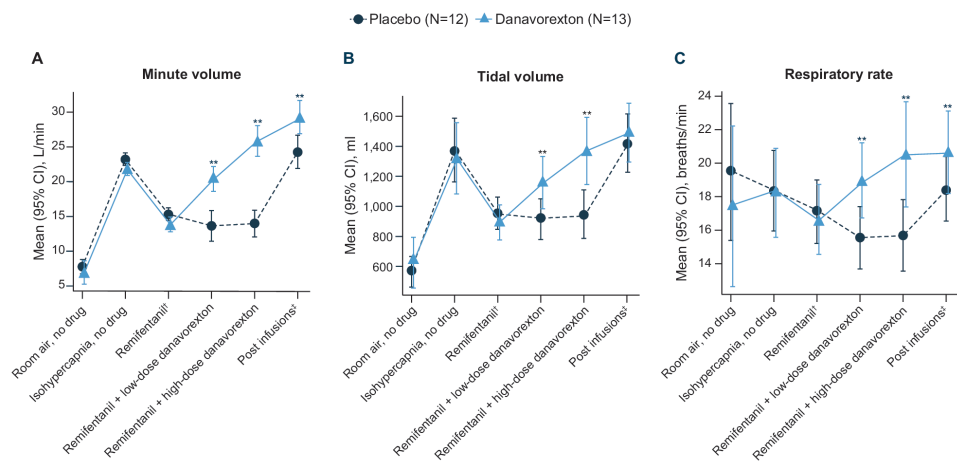 Placebo (N=12) Danavorexton (N=13)
A
Minute volume
Mean (95% CI), L/min
30
25
20
15
10
5
**
**
**
Room air, no drug
Isohypercapnia, no drug
Remifentanil†
Remifentanil + low-dose danavorexton
Remifentanil + high-dose danavorexton
Post infusions‡
B
Tidal volume
Mean (95% CI), ml
1,600
1,400
1,200
1,000
800
600
**
**
Room air, no drug
Isohypercapnia, no drug
Remifentanil†
Remifentanil + low-dose danavorexton
Remifentanil + high-dose danavorexton
Post infusions‡
C
Respiratory rate
Mean (95% CI), breaths/min
24
22
20
18
16
14
**
**
**
Room air, no drug
Isohypercapnia, no drug
Remifentanil†
Remifentanil + low-dose danavorexton
Remifentanil + high-dose danavorexton
Post infusions‡